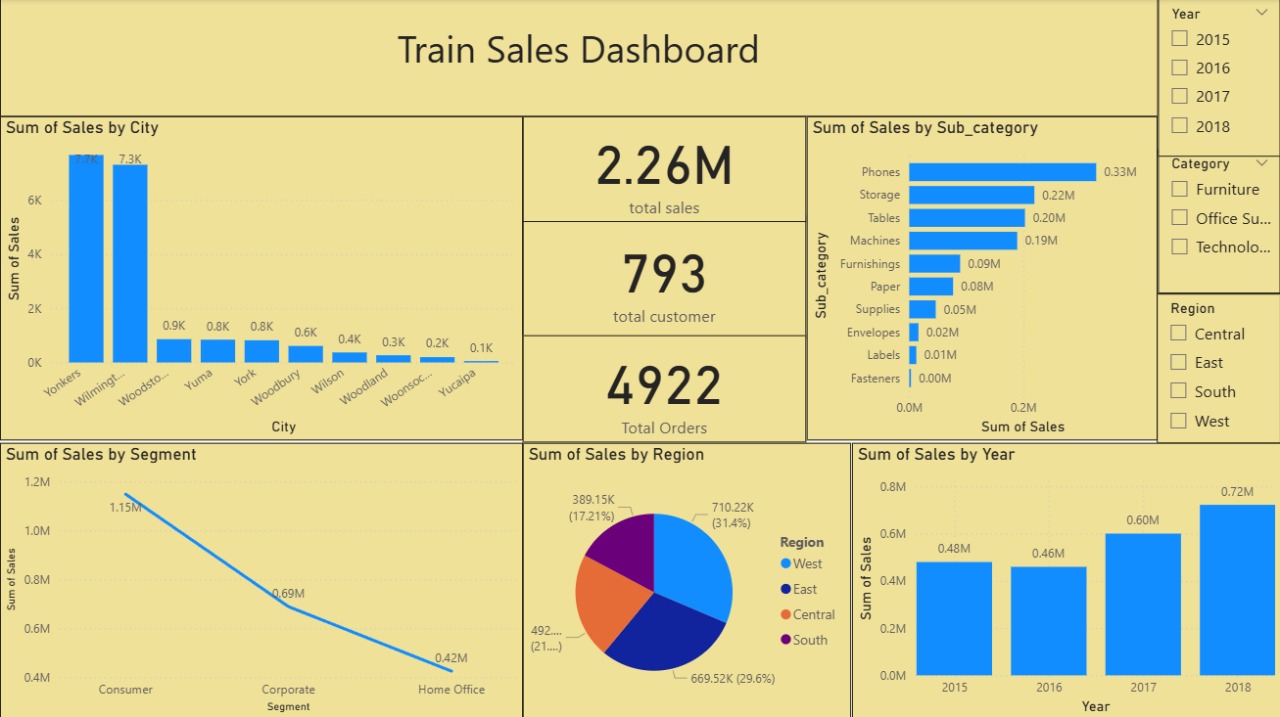 Train Sales Dashboard
Year
2015
2016
2017
2018
Category
Furniture
Office Su...
Technolo...
Region
Central
East
South
West
Sum of Sales by City
Sum of Sales
6K
4K
2K
0K
7.7K
7.3K
0.9K
0.8K
0.8K
0.6K
0.4K
0.3K
0.2K
0.1K
Yonkers
Wilmingt...
Woodsto...
Yuma
York
Woodbury
Wilson
Woodland
Woonsoc...
Yucaipa
City
2.26M
total sales
793
total customer
4922
Total Orders
Sum of Sales by Sub_category
Sub_category
Phones 0.33M
Storage 0.22M
Tables 0.20M
Machines 0.19M
Furnishings 0.09M
Paper 0.08M
Supplies 0.05M
Envelopes 0.02M
Labels 0.01M
Fasteners 0.00M
0.0M 0.2M
Sum of Sales
Sum of Sales by Segment
Sum of Sales
1.2M
1.0M
0.8M
0.6M
0.4M
1.15M
0.69M
0.42M
Consumer Corporate Home Office
Segment
Sum of Sales by Region
389.15K
(17.21%)
710.22K
(31.4%)
492....
(21....)
669.52K (29.6%)
Region
West
East
Central
South
Sum of Sales by Year
Sum of Sales
0.8M
0.6M
0.4M
0.2M
0.0M
0.48M
0.46M
0.60M
0.72M
2015 2016 2017 2018
Year